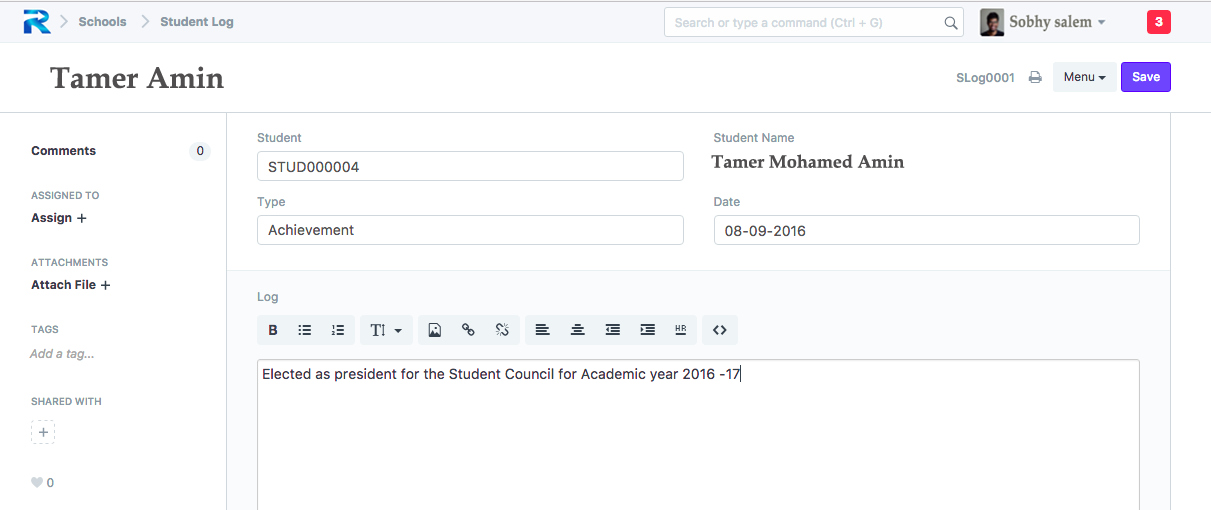 R Schools Student Log Search or type a command (Ctrl + G) Sobhy salem 3
Tamer Amin SLog0001 Menu Save
Comments 0
ASSIGNED TO
Assign +
ATTACHMENTS
Attach File +
TAGS
Add a tag...
SHARED WITH
+
0
Student
STUD000004
Student Name
Tamer Mohamed Amin
Type
Achievement
Date
08-09-2016
Log
B TI HR <>
Elected as president for the Student Council for Academic year 2016 -17